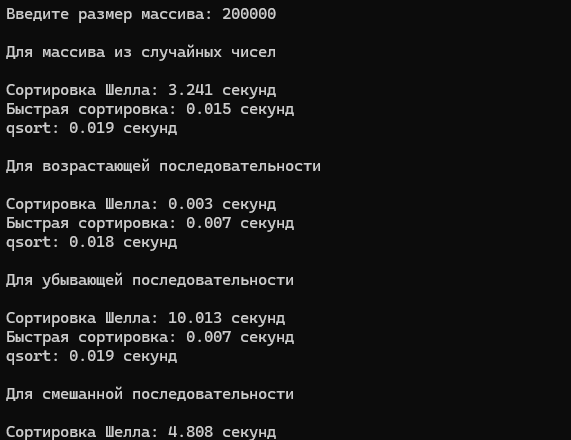 Введите размер массива: 200000
Для массива из случайных чисел
Сортировка Шелла: 3.241 секунд
Быстрая сортировка: 0.015 секунд
qsort: 0.019 секунд
Для возрастающей последовательности
Сортировка Шелла: 0.003 секунд
Быстрая сортировка: 0.007 секунд
qsort: 0.018 секунд
Для убывающей последовательности
Сортировка Шелла: 10.013 секунд
Быстрая сортировка: 0.007 секунд
qsort: 0.019 секунд
Для смешанной последовательности
Сортировка Шелла: 4.808 секунд